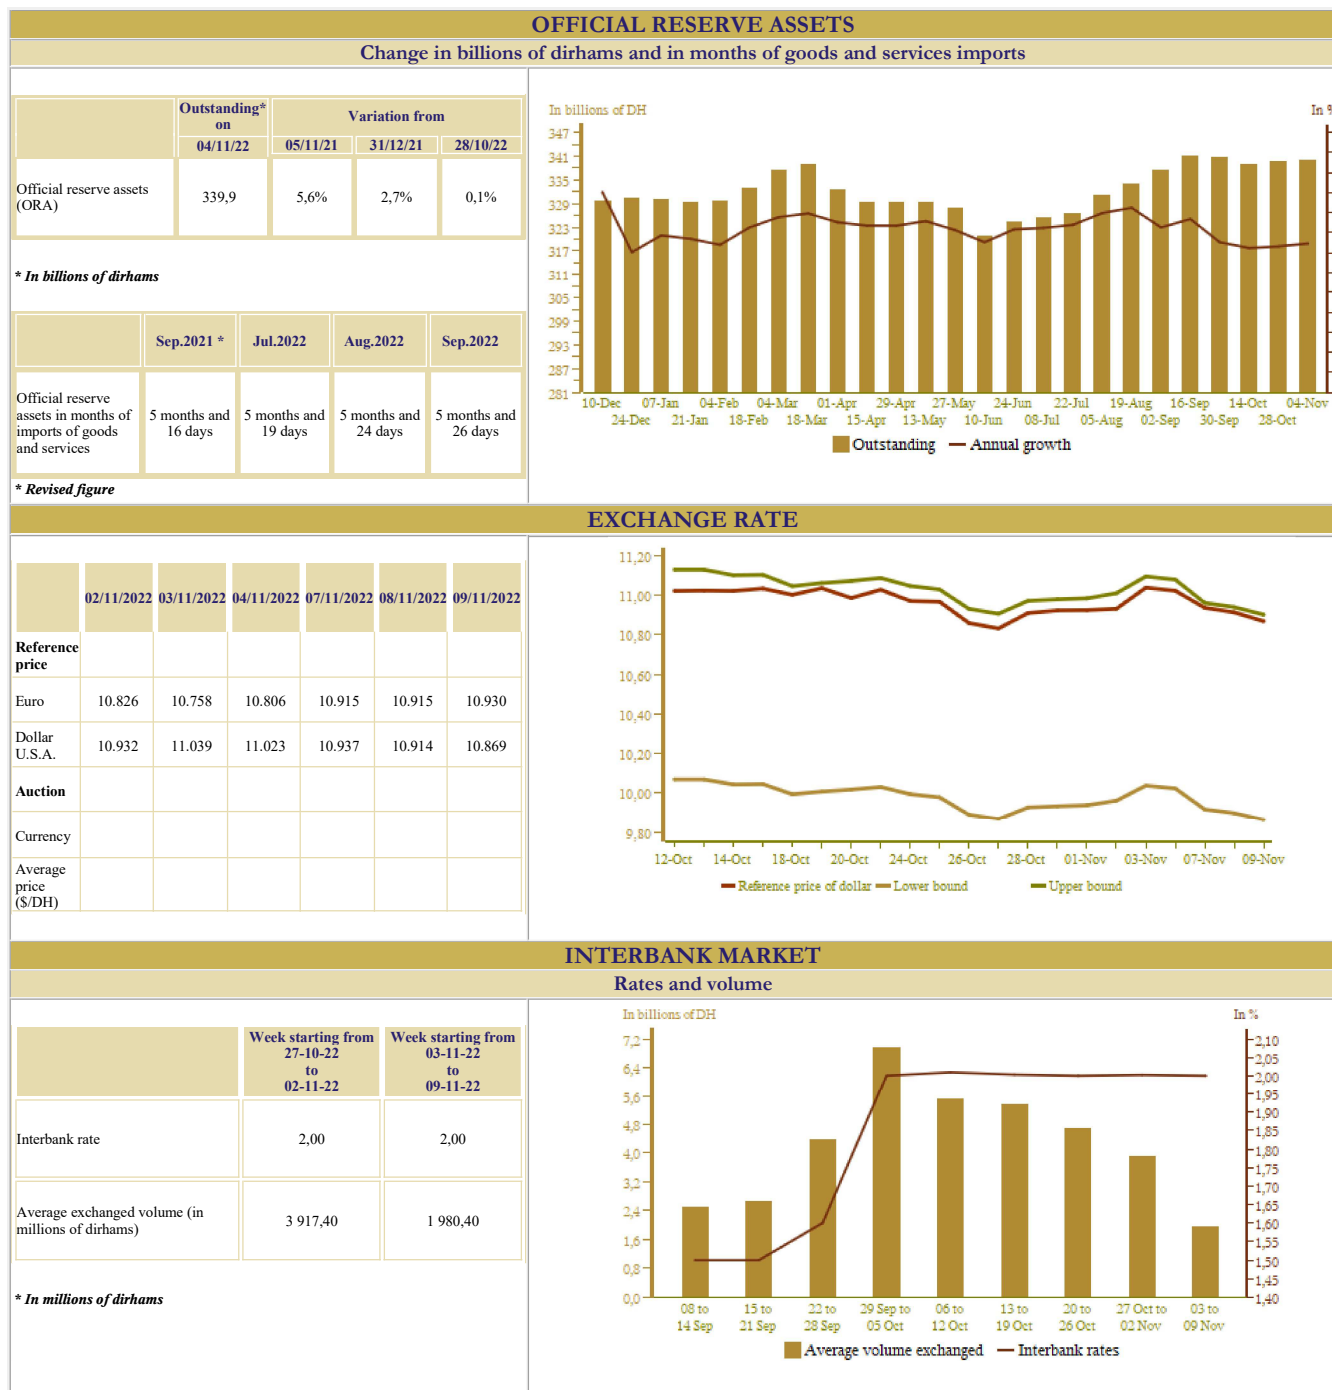 OFFICIAL RESERVE ASSETS
Change in billions of dirhams and in months of goods and services imports
Outstanding*
on
Variation from
04/11/22 05/11/21 31/12/21 28/10/22
Official reserve assets
(ORA)
339,9 5,6% 2,7% 0,1%
* In billions of dirhams
Sep.2021 * Jul.2022 Aug.2022 Sep.2022
Official reserve
assets in months of
imports of goods
and services
5 months and
16 days
5 months and
19 days
5 months and
24 days
5 months and
26 days
* Revised figure
In billions of DH
In %
347
341
335
329
323
317
311
305
299
293
287
281
10-Dec 07-Jan 04-Feb 04-Mar 01-Apr 29-Apr 27-May 24-Jun 22-Jul 19-Aug 16-Sep 14-Oct 04-Nov
24-Dec 21-Jan 18-Feb 18-Mar 15-Apr 13-May 10-Jun 08-Jul 05-Aug 02-Sep 30-Sep 28-Oct
Outstanding Annual growth
EXCHANGE RATE
02/11/2022 03/11/2022 04/11/2022 07/11/2022 08/11/2022 09/11/2022
Reference
price
Euro 10.826 10.758 10.806 10.915 10.915 10.930
Dollar
U.S.A.
10.932 11.039 11.023 10.937 10.914 10.869
Auction
Currency
Average
price
($/DH)
11,20
11,00
10,80
10,60
10,40
10,20
10,00
9,80
12-Oct 14-Oct 18-Oct 20-Oct 24-Oct 26-Oct 28-Oct 01-Nov 03-Nov 07-Nov 09-Nov
Reference price of dollar Lower bound Upper bound
INTERBANK MARKET
Rates and volume
Week starting from
27-10-22
to
02-11-22
Week starting from
03-11-22
to
09-11-22
Interbank rate 2,00 2,00
Average exchanged volume (in
millions of dirhams)
3 917,40 1 980,40
* In millions of dirhams
In billions of DH
In %
7,2
6,4
5,6
4,8
4,0
3,2
2,4
1,6
0,8
0,0
2,10
2,05
2,00
1,95
1,90
1,85
1,80
1,75
1,70
1,65
1,60
1,55
1,50
1,45
1,40
08 to
14 Sep
15 to
21 Sep
22 to
28 Sep
29 Sep to
05 Oct
06 to
12 Oct
13 to
19 Oct
20 to
26 Oct
27 Oct to
02 Nov
03 to
09 Nov
Average volume exchanged Interbank rates